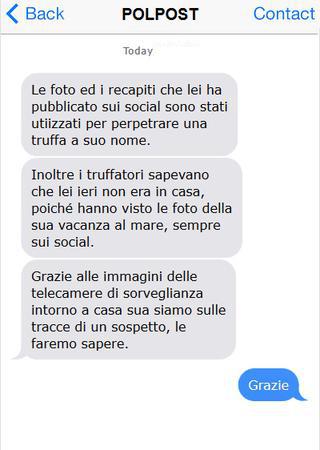 Back POLPOST Contact
Today
Le foto ed i recapiti che lei ha
pubblicato sui social sono stati
utiizzati per perpetrare una
truffa a suo nome.
Inoltre i truffatori sapevano
che lei ieri non era in casa,
poiché hanno visto le foto della
sua vacanza al mare, sempre
sui social.
Grazie alle immagini delle
telecamere di sorveglianza
intorno a casa sua siamo sulle
tracce di un sospetto, le
faremo sapere.
Grazie